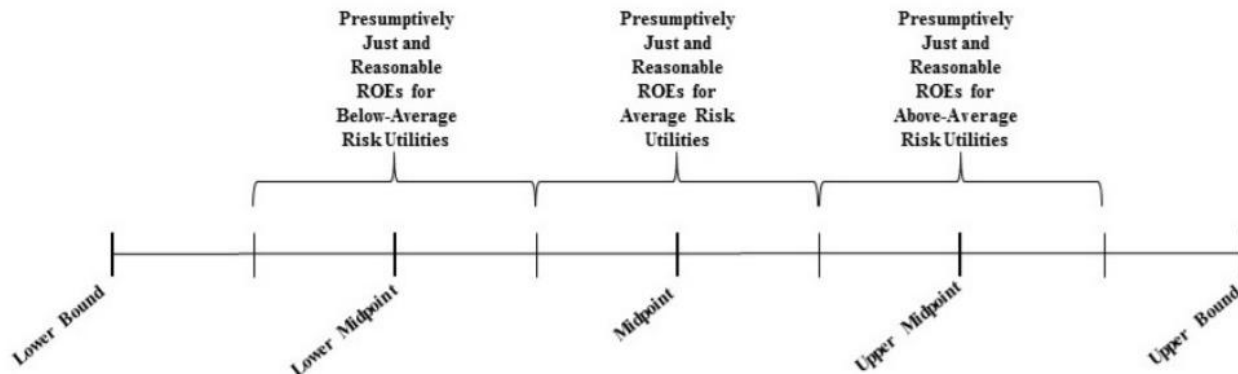 Presumptively
Just and
Reasonable
ROEs for
Below-Average
Risk Utilities
Presumptively
Just and
Reasonable
ROEs for
Average Risk
Utilities
Presumptively
Just and
Reasonable
ROEs for
Above-Average
Risk Utilities
Lower Bound
Lower Midpoint
Midpoint
Upper Midpoint
Upper Bound